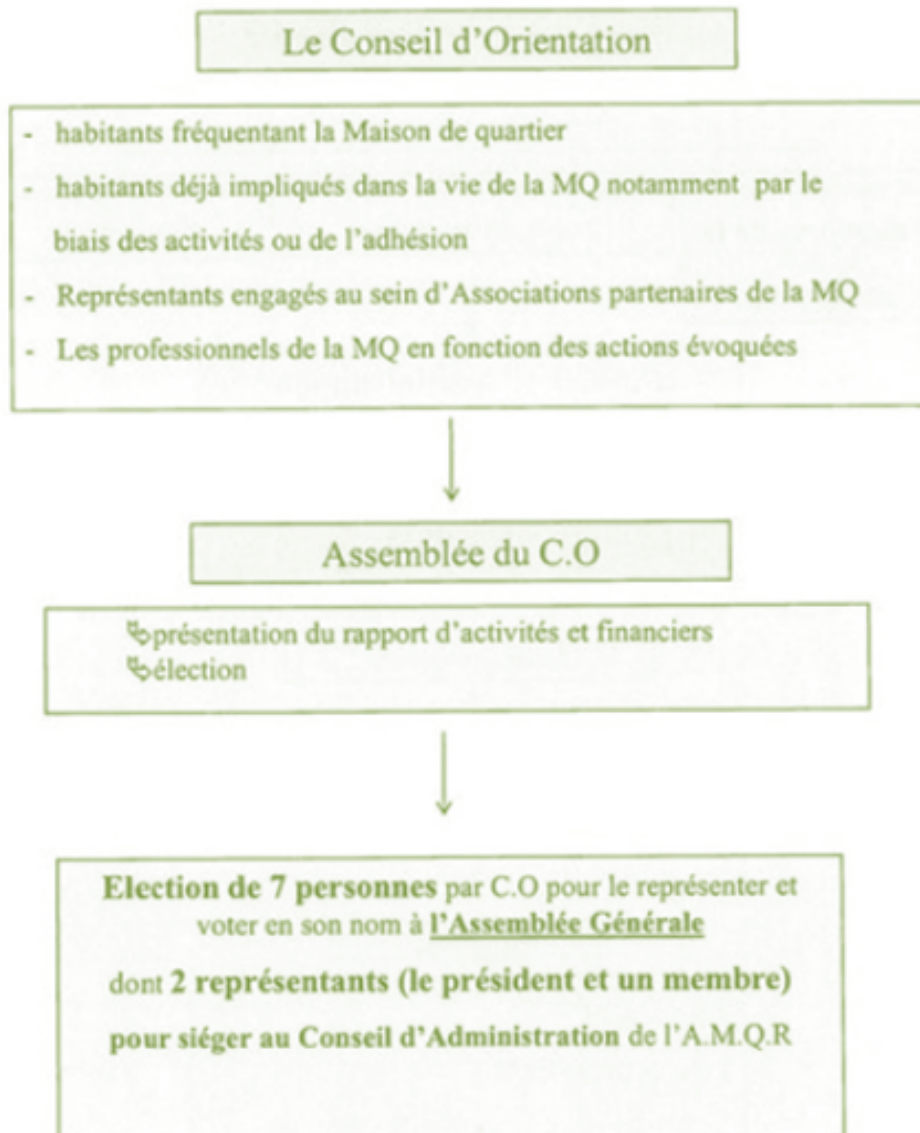 Le Conseil d'Orientation
- habitants fréquentant la Maison de quartier
- habitants déjà impliqués dans la vie de la MQ notamment par le
biais des activités ou de l'adhésion
- Représentants engagés au sein d'Associations partenaires de la MQ
- Les professionnels de la MQ en fonction des actions évoquées
Assemblée du C.O
présentation du rapport d'activités et financiers
élection
Election de 7 personnes par C.O pour le représenter et
voter en son nom à l'Assemblée Générale
dont 2 représentants (le président et un membre)
pour siéger au Conseil d'Administration de l'A.M.Q.R